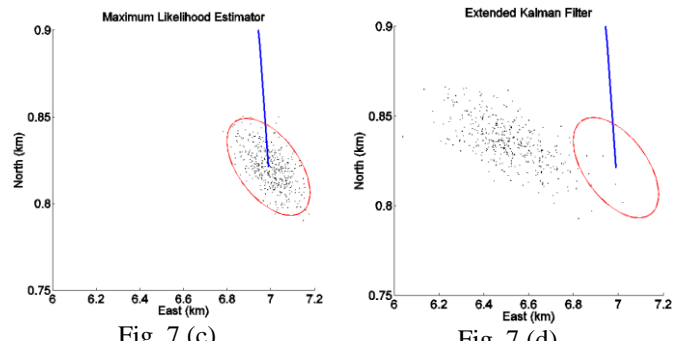 Maximum Likelihood Estimator
0.9
0.85
0.8
0.75
North (km)
6 6.2 6.4 6.6 6.8 7 7.2
East (km)
Fig. 7 (c)
Extended Kalman Filter
0.9
0.85
0.8
0.75
North (km)
6 6.2 6.4 6.6 6.8 7 7.2
East (km)
Fig. 7 (d)